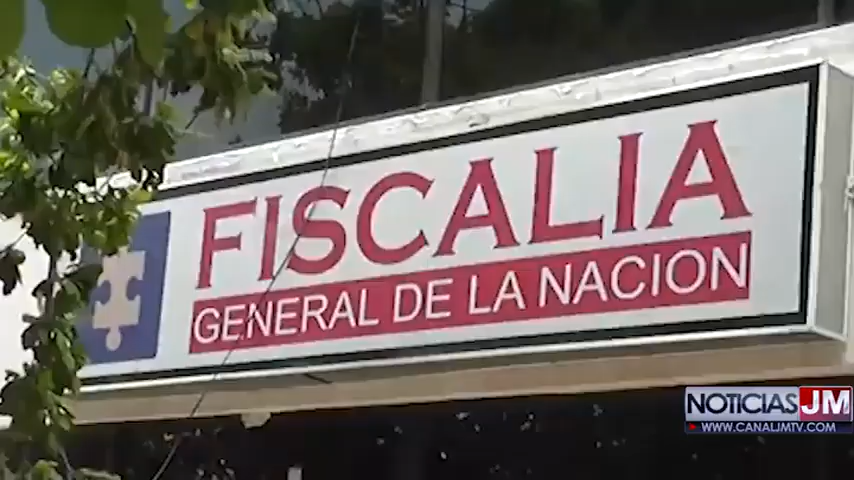 FISCALIA
GENERAL DE LA NACION
NOTICIAS JM
WWW.CANALJMTV.COM